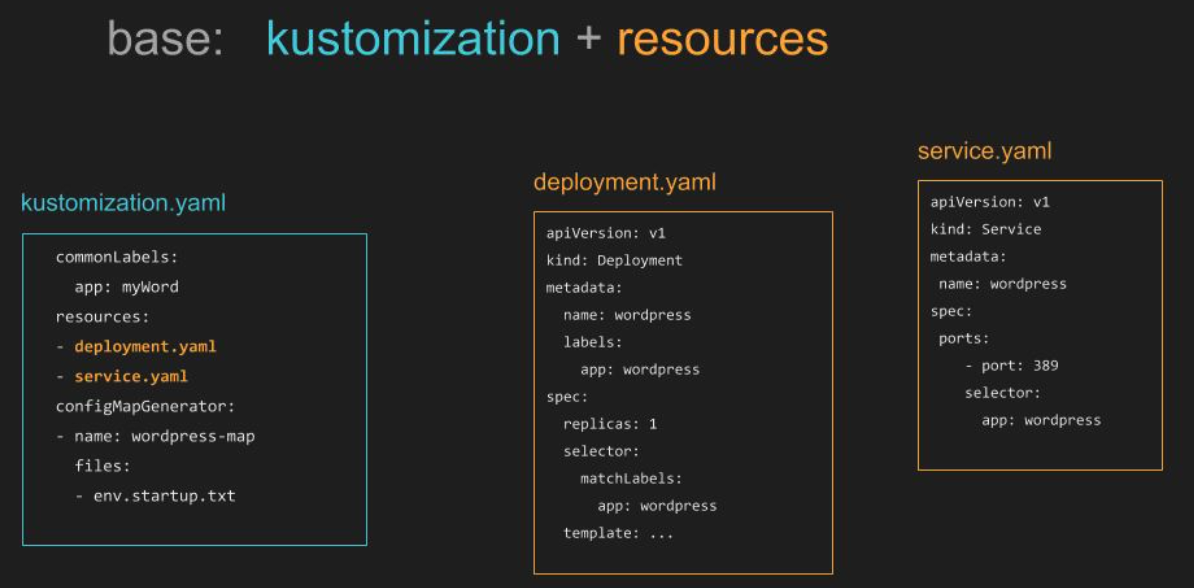 base: kustomization + resources
kustomization.yaml
commonLabels:
app: myWord
resources:
- deployment.yaml
- service.yaml
configMapGenerator:
- name: wordpress-map
files:
- env.startup.txt
deployment.yaml
apiVersion: v1
kind: Deployment
metadata:
name: wordpress
labels:
app: wordpress
spec:
replicas: 1
selector:
matchLabels:
app: wordpress
template: ...
service.yaml
apiVersion: v1
kind: Service
metadata:
name: wordpress
spec:
ports:
- port: 389
selector:
app: wordpress